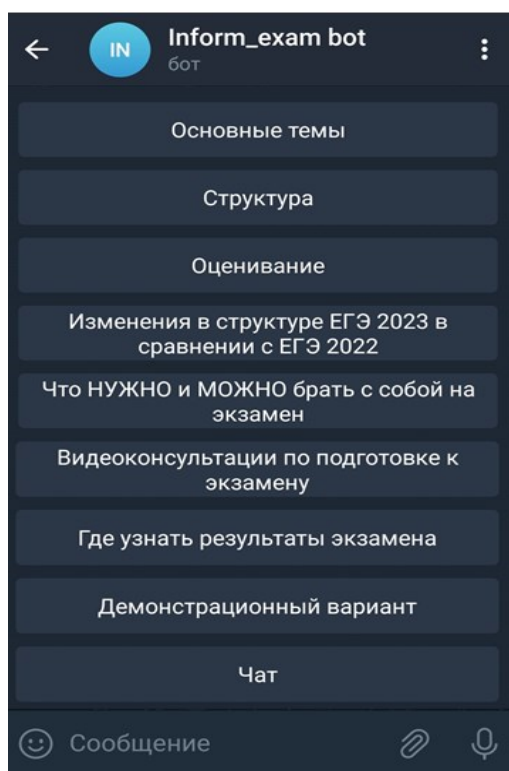 IN
Inform_exam bot
бот
Основные темы
Структура
Оценивание
Изменения в структуре ЕГЭ 2023 в
сравнении с ЕГЭ 2022
Что НУЖНО и МОЖНО брать с собой на
экзамен
Видеоконсультации по подготовке к
экзамену
Где узнать результаты экзамена
Демонстрационный вариант
Чат
Сообщение